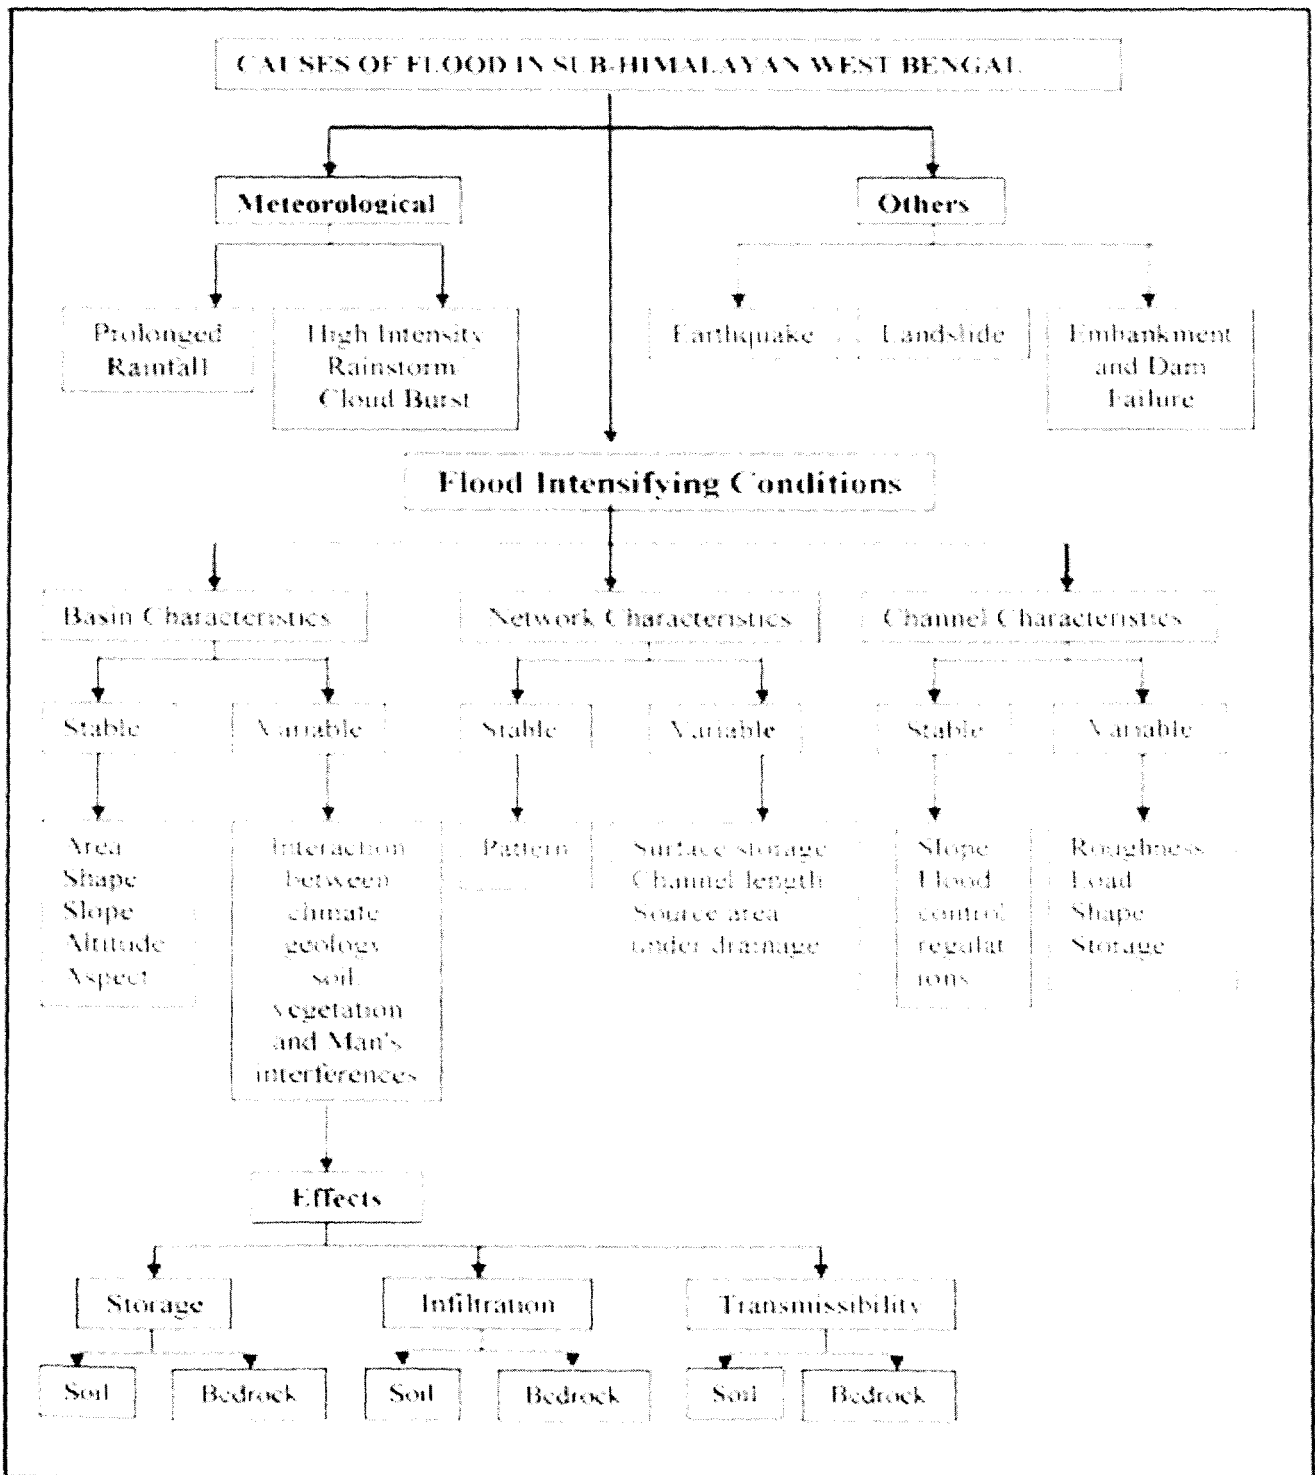 CAUSES OF FLOOD IN SUB-HIMALAYAN WEST BENGAL
Meteorological
Others
Prolonged
Rainfall
High Intensity
Rainstorm
Cloud Burst
Earthquake
Landslide
Embankment
and Dam
Failure
Flood Intensifying Conditions
Basin Characteristics
Network Characteristics
Channel Characteristics
Stable
Variable
Stable
Variable
Stable
Variable
Area
Shape
Slope
Altitude
Aspect
Interaction
between
climate
geology
soil
vegetation
and Man's
interferences
Pattern
Surface storage
Channel length
Source area
under drainage
Slope
Flood
control
regulat
ions
Roughness
Load
Shape
Storage
Effects
Storage
Infiltration
Transmissibility
Soil
Bedrock
Soil
Bedrock
Soil
Bedrock